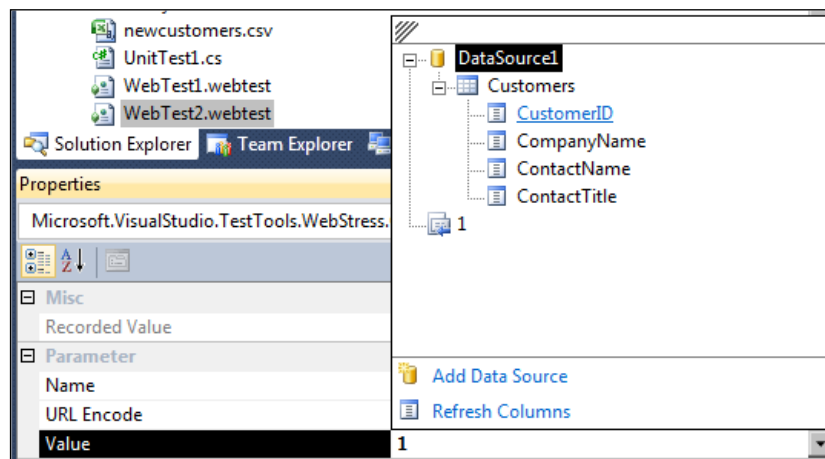 newcustomers.csv
UnitTest1.cs
WebTest1.webtest
WebTest2.webtest
Solution Explorer Team Explorer
Properties
Microsoft.VisualStudio.TestTools.WebStress.
Misc
Recorded Value
Parameter
Name
URL Encode
Value
DataSource1
Customers
CustomerID
CompanyName
ContactName
ContactTitle
1
Add Data Source
Refresh Columns
1